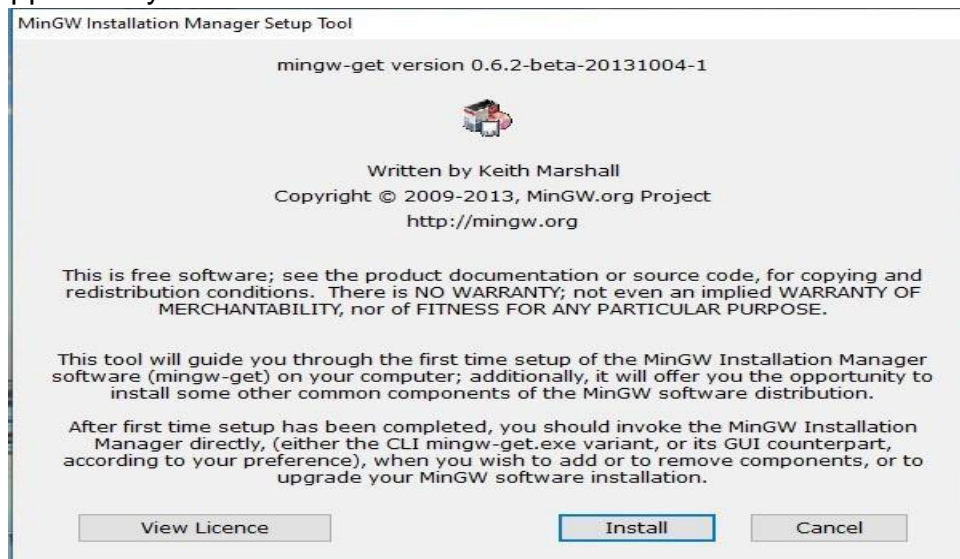 MinGW Installation Manager Setup Tool
mingw-get version 0.6.2-beta-20131004-1
Written by Keith Marshall
Copyright © 2009-2013, MinGW.org Project
http://mingw.org
This is free software; see the product documentation or source code, for copying and
redistribution conditions.  There is NO WARRANTY; not even an implied WARRANTY OF
MERCHANTABILITY, nor of FITNESS FOR ANY PARTICULAR PURPOSE.
This tool will guide you through the first time setup of the MinGW Installation Manager
software (mingw-get) on your computer; additionally, it will offer you the opportunity to
install some other common components of the MinGW software distribution.
After first time setup has been completed, you should invoke the MinGW Installation
Manager directly, (either the CLI mingw-get.exe variant, or its GUI counterpart,
according to your preference), when you wish to add or to remove components, or to
upgrade your MinGW software installation.
View Licence
Install
Cancel